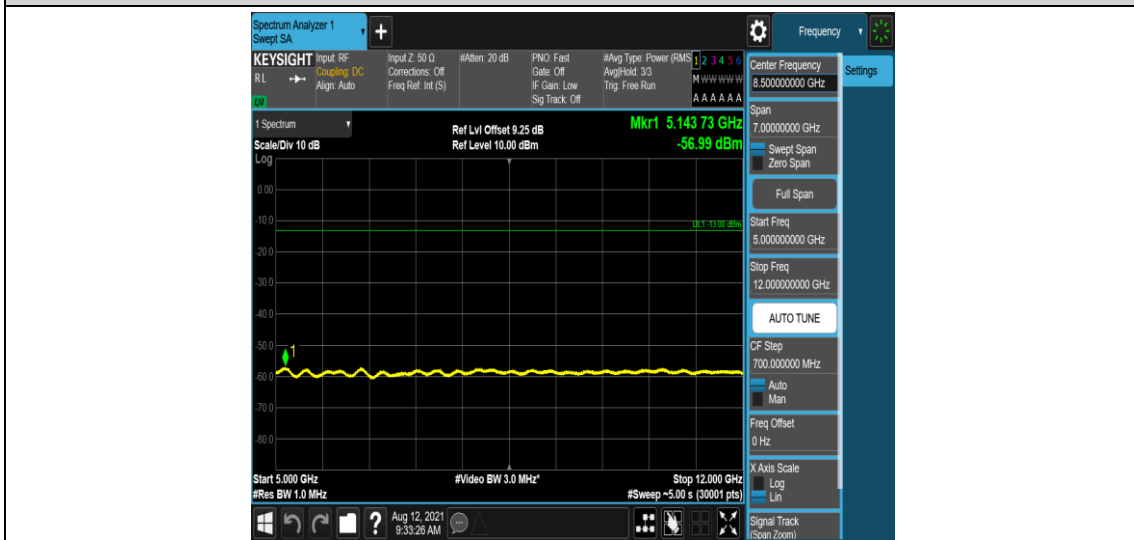 Spectrum Analyzer 1
Swept SA
+
Frequency
KEYSIGHT
RL
Input: RF
Coupling: DC
Align: Auto
Input Z: 50 Ω
Corrections: Off
Freq Ref: Int (S)
#Atten: 20 dB
PNO: Fast
Gate: Off
IF Gain: Low
Sig Track: Off
#Avg Type: Power (RMS
Avg|Hold: 3/3
Trig: Free Run
1 2 3 4 5 6
M W W W W W
A A A A A A
1 Spectrum
Scale/Div 10 dB
Ref Lvl Offset 9.25 dB
Ref Level 10.00 dBm
Mkr1 5.143 73 GHz
-56.99 dBm
Log
0.00
-10.0
DL1 -13.00 dBm
-20.0
-30.0
-40.0
-50.0
1
-60.0
-70.0
-80.0
Start 5.000 GHz
#Res BW 1.0 MHz
#Video BW 3.0 MHz*
Stop 12.000 GHz
#Sweep ~5.00 s (30001 pts)
Center Frequency
8.500000000 GHz
Settings
Span
7.00000000 GHz
Swept Span
Zero Span
Full Span
Start Freq
5.000000000 GHz
Stop Freq
12.000000000 GHz
AUTO TUNE
CF Step
700.000000 MHz
Auto
Man
Freq Offset
0 Hz
X Axis Scale
Log
Lin
Signal Track
(Span Zoom)
?
Aug 12, 2021
9:33:26 AM